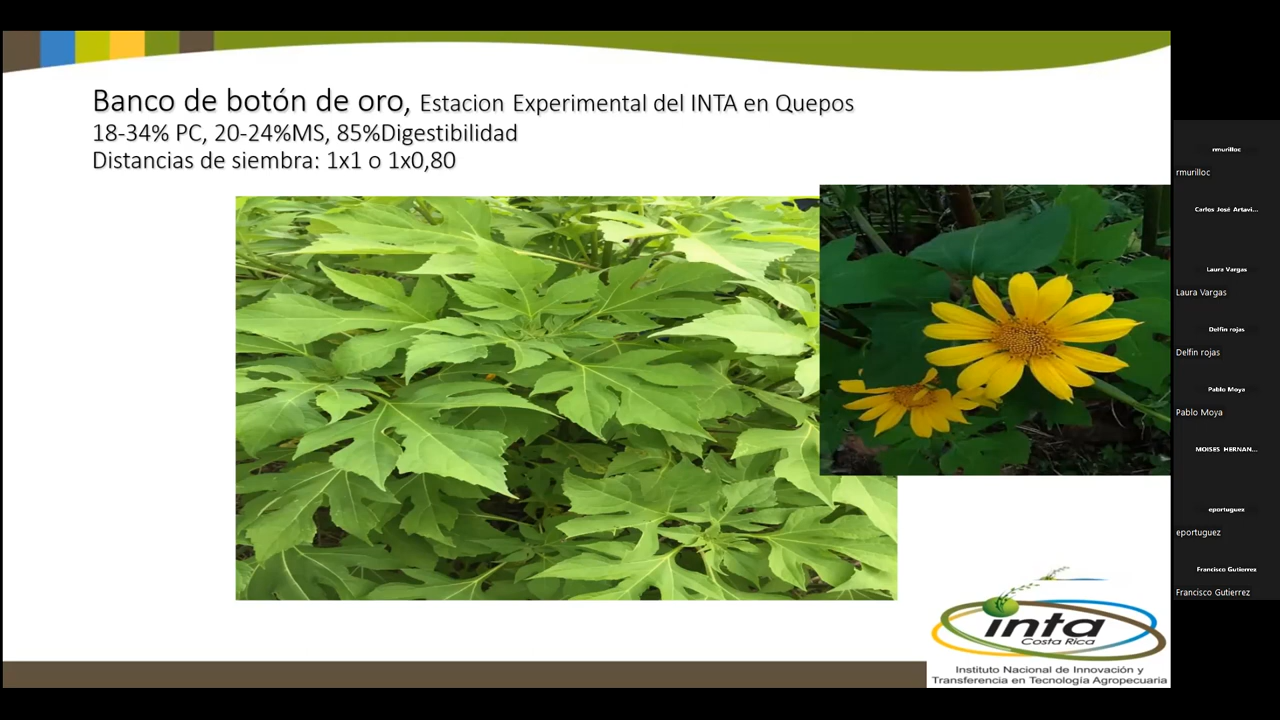 Banco de botón de oro, Estacion Experimental del INTA en Quepos
18-34% PC, 20-24%MS, 85%Digestibilidad
Distancias de siembra: 1x1 o 1x0,80
rmurilloc
rmurilloc
Carlos José Artavi...
Laura Vargas
Laura Vargas
Delfin rojas
Delfin rojas
Pablo Moya
Pablo Moya
MOISES HERNAN...
eportuguez
eportuguez
Francisco Gutierrez
Francisco Gutierrez
inta
Costa Rica
Instituto Nacional de Innovación y
Transferencia en Tecnología Agropecuaria